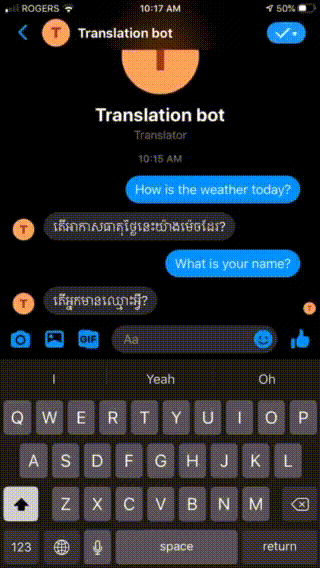 ROGERS 10:17 AM 50%
T Translation bot
T
Translation bot
Translator
10:15 AM
How is the weather today?
T តើអាកាសធាតុថ្ងៃនេះយ៉ាងម៉េចដែរ?
What is your name?
T តើអ្នកមានឈ្មោះអ្វី? T
GIF Aa
I Yeah Oh
Q W E R T Y U I O P
A S D F G H J K L
Z X C V B N M
123 space return